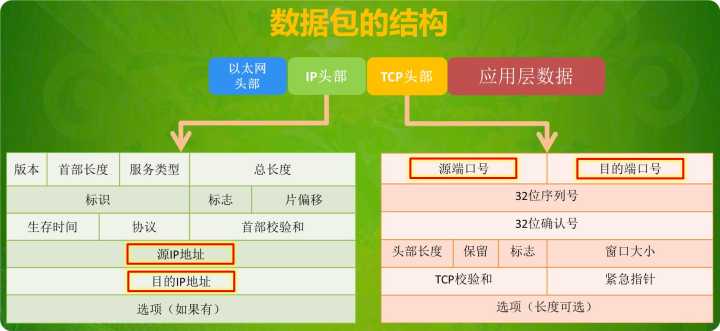 数据包的结构
以太网
头部
IP头部
TCP头部
应用层数据
版本 首部长度 服务类型 总长度
标识 标志 片偏移
生存时间 协议 首部校验和
源IP地址
目的IP地址
选项（如果有）
源端口号 目的端口号
32位序列号
32位确认号
头部长度 保留 标志 窗口大小
TCP校验和 紧急指针
选项（长度可选）